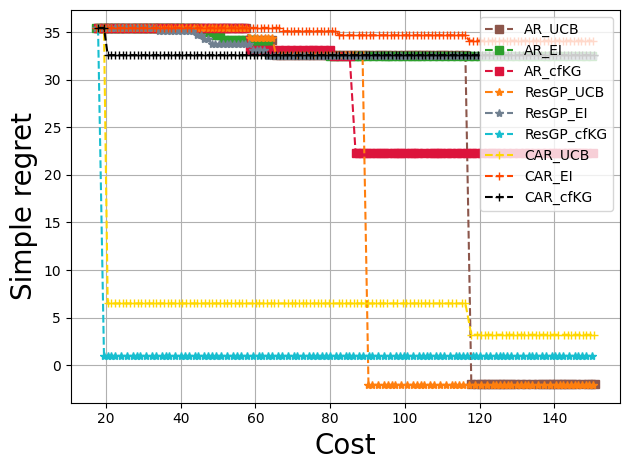 35
30
25
20
15
10
5
0
Simple regret
20
40
60
80
100
120
140
Cost
AR_UCB
AR_EI
AR_cfKG
ResGP_UCB
ResGP_EI
ResGP_cfKG
CAR_UCB
CAR_EI
CAR_cfKG